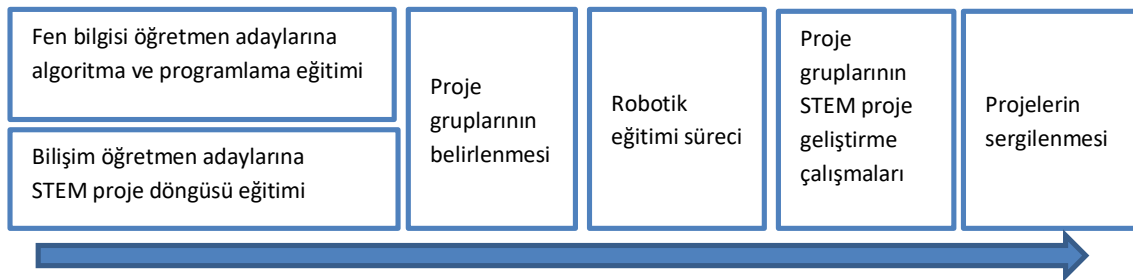 Fen bilgisi öğretmen adaylarına
algoritma ve programlama eğitimi
Bilişim öğretmen adaylarına
STEM proje döngüsü eğitimi
Proje
gruplarının
belirlenmesi
Robotik
eğitimi süreci
Proje
gruplarının
STEM proje
geliştirme
çalışmaları
Projelerin
sergilenmesi